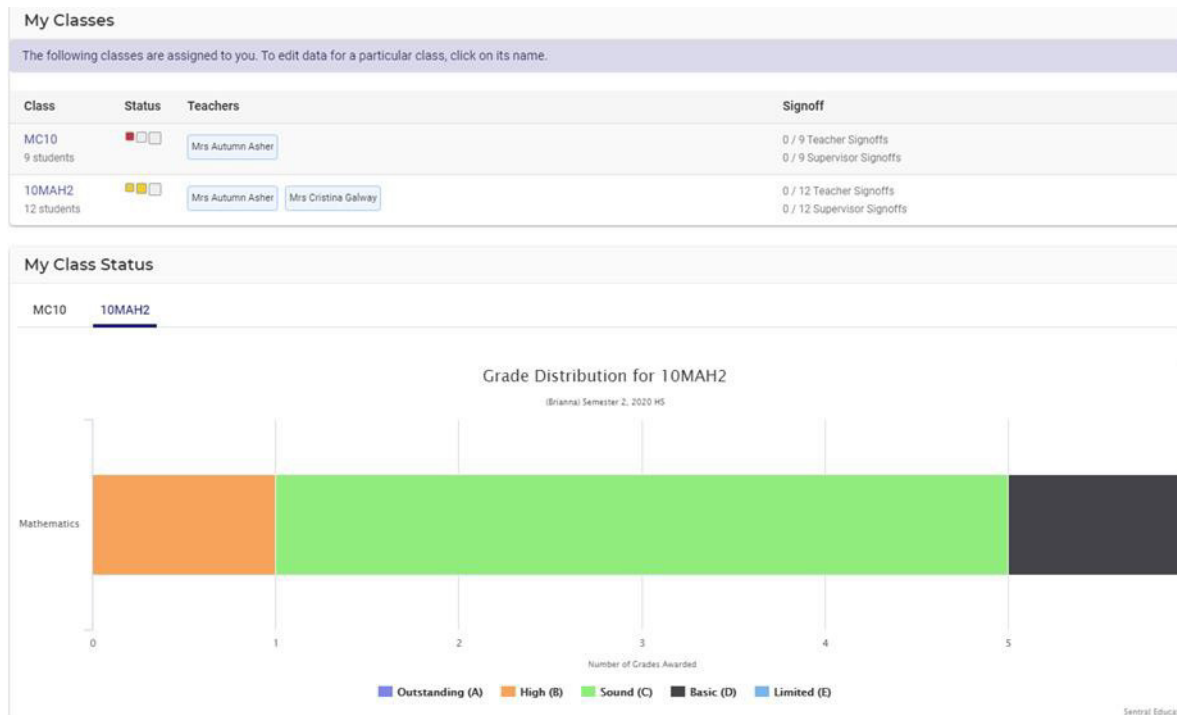 My Classes
The following classes are assigned to you. To edit data for a particular class, click on its name.
Class Status Teachers Signoff
MC10 Mrs Autumn Asher 0 / 9 Teacher Signoffs
9 students 0 / 9 Supervisor Signoffs
10MAH2 Mrs Autumn Asher Mrs Cristina Galway 0 / 12 Teacher Signoffs
12 students 0 / 12 Supervisor Signoffs
My Class Status
MC10 10MAH2
Grade Distribution for 10MAH2
(Brianna) Semester 2, 2020 HS
Mathematics
0 1 2 3 4 5
Number of Grades Awarded
Outstanding (A) High (B) Sound (C) Basic (D) Limited (E)
Sentral Educa